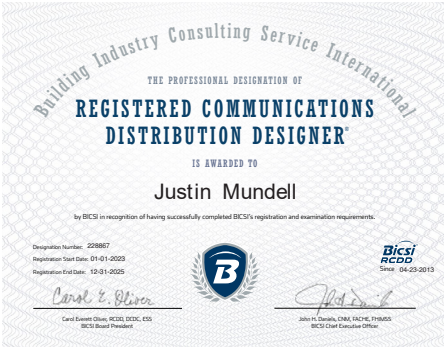 Building Industry Consulting Service International
THE PROFESSIONAL DESIGNATION OF
REGISTERED COMMUNICATIONS
DISTRIBUTION DESIGNER®
IS AWARDED TO
Justin Mundell
by BICSI in recognition of having successfully completed BICSI's registration and examination requirements.
Designation Number: 228867
Registration Start Date: 01-01-2023
Registration End Date: 12-31-2025
B
Bicsi
RCDD
Since 04-23-2013
Carol E. Oliver
Carol Everett Oliver, RCDD, DCDC, ESS
BICSI Board President
John H. Daniels, CNM, FACHE, FHIMSS
BICSI Chief Executive Officer